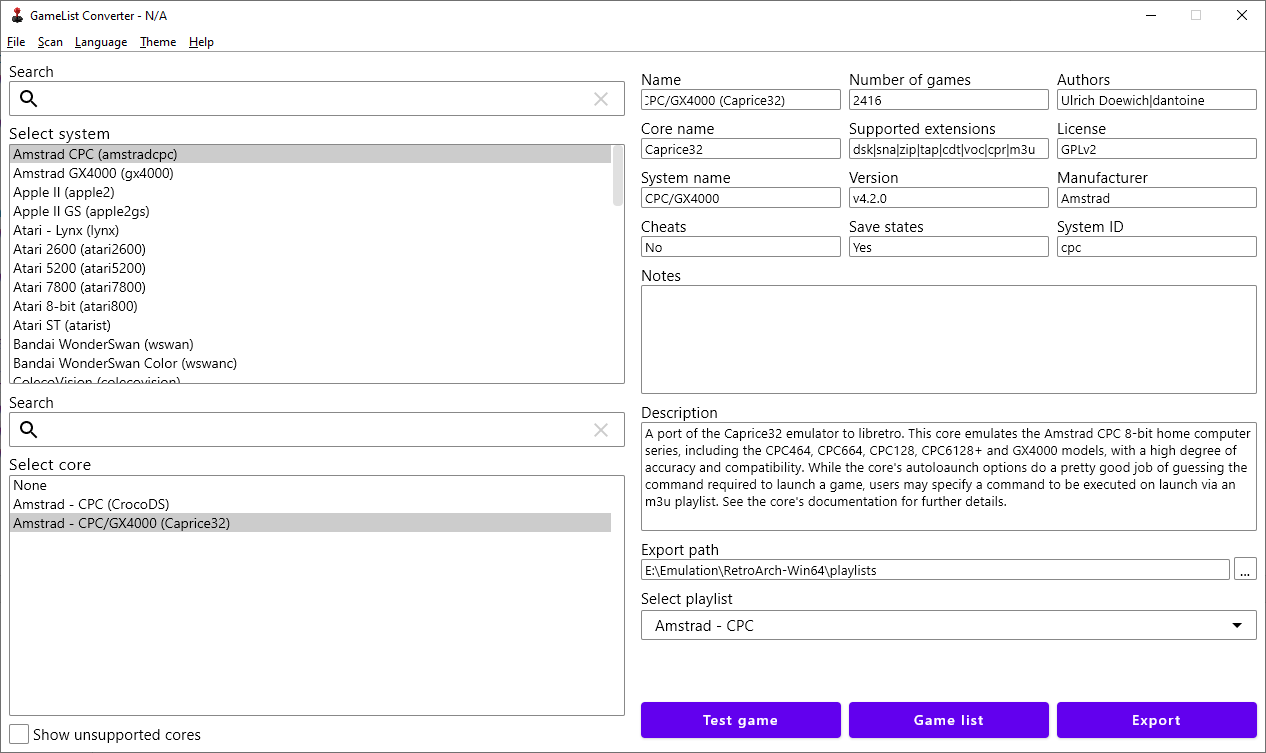 GameList Converter - N/A
File Scan Language Theme Help
Search
Select system
Amstrad CPC (amstradcpc)
Amstrad GX4000 (gx4000)
Apple II (apple2)
Apple II GS (apple2gs)
Atari - Lynx (lynx)
Atari 2600 (atari2600)
Atari 5200 (atari5200)
Atari 7800 (atari7800)
Atari 8-bit (atari800)
Atari ST (atarist)
Bandai WonderSwan (wswan)
Bandai WonderSwan Color (wswanc)
ColecoVision (colecovision)
Search
Select core
None
Amstrad - CPC (CrocoDS)
Amstrad - CPC/GX4000 (Caprice32)
Show unsupported cores
Name Number of games Authors
CPC/GX4000 (Caprice32) 2416 Ulrich Doewich|dantoine
Core name Supported extensions License
Caprice32 dsk|sna|zip|tap|cdt|voc|cpr|m3u GPLv2
System name Version Manufacturer
CPC/GX4000 v4.2.0 Amstrad
Cheats Save states System ID
No Yes cpc
Notes
Description
A port of the Caprice32 emulator to libretro. This core emulates the Amstrad CPC 8-bit home computer
series, including the CPC464, CPC664, CPC128, CPC6128+ and GX4000 models, with a high degree of
accuracy and compatibility. While the core's autoloaunch options do a pretty good job of guessing the
command required to launch a game, users may specify a command to be executed on launch via an
m3u playlist. See the core's documentation for further details.
Export path
E:\Emulation\RetroArch-Win64\playlists ...
Select playlist
Amstrad - CPC
Test game Game list Export